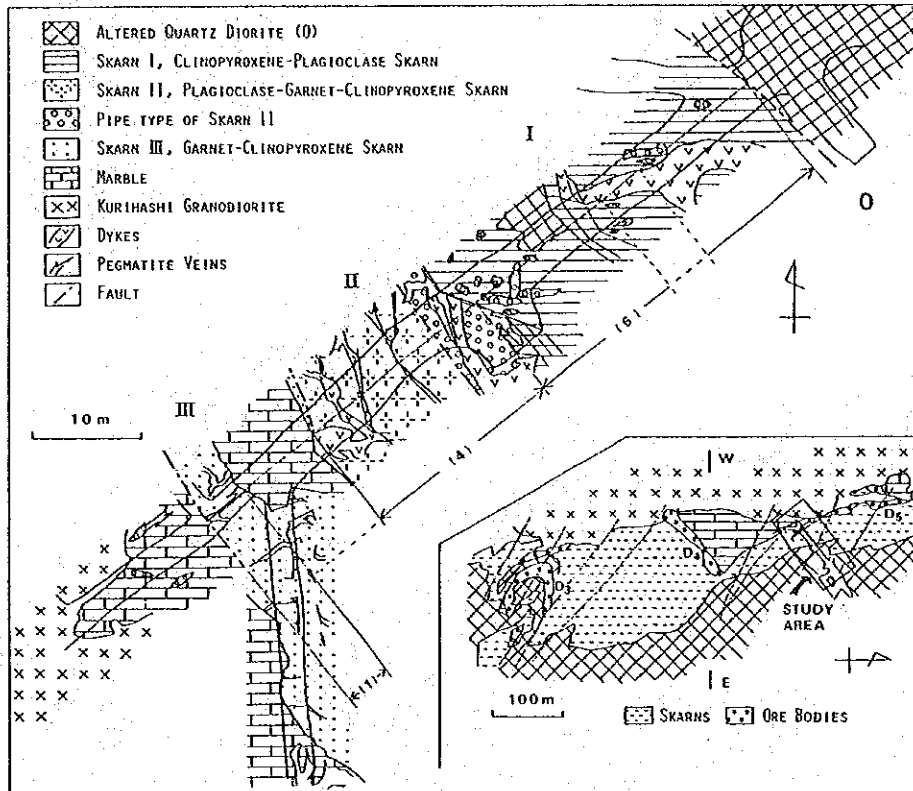 ALTERED QUARTZ DIORITE (O)
SKARN I, CLINOPYROXENE-PLAGIOCLASE SKARN
SKARN II, PLAGIOCLASE-GARNET-CLINOPYROXENE SKARN
PIPE TYPE OF SKARN II
SKARN III, GARNET-CLINOPYROXENE SKARN
MARBLE
KURIHASHI GRANODIORITE
DYKES
PEGMATITE VEINS
FAULT
I
O
II
(6)
III
10 m
(4)
(1)
W
D5
D4
D3
STUDY
AREA
E
100m
SKARNS
ORE BODIES